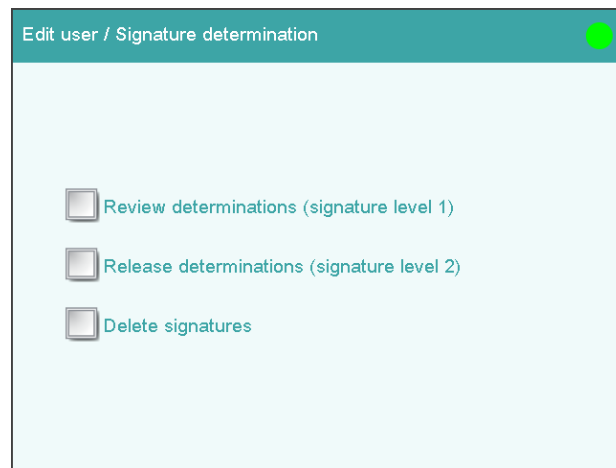 Edit user / Signature determination
Review determinations (signature level 1)
Release determinations (signature level 2)
Delete signatures